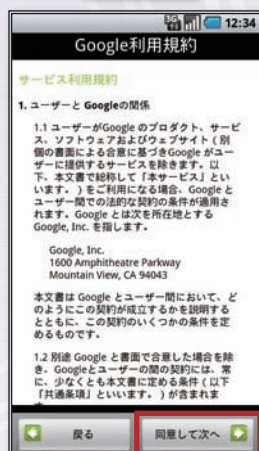 3G 12:34
Google利用規約
サービス利用規約
1. ユーザーと Googleの関係
1.1 ユーザーがGoogle のプロダクト、サービ
ス、ソフトウェアおよびウェブサイト（別
個の書面による合意に基づきGoogle がユー
ザーに提供するサービスを除きます。以
下、本文書で総称して「本サービス」とい
います。）をご利用になる場合、Google と
ユーザー間での法的な契約の条件が適用さ
れます。Google とは次を所在地とする
Google, Inc. を指します。
Google, Inc.
1600 Amphitheatre Parkway
Mountain View, CA 94043
本文書は Google とユーザー間において、ど
のようにこの契約が成立するかを説明する
とともに、この契約のいくつかの条件を定
めるものです。
1.2 別途 Google と書面で合意した場合を除
き、Googleとユーザーの間の契約には、常
に、少なくとも本文書に定める条件（以下
「共通条項」といいます。）が含まれま
戻る
同意して次へ